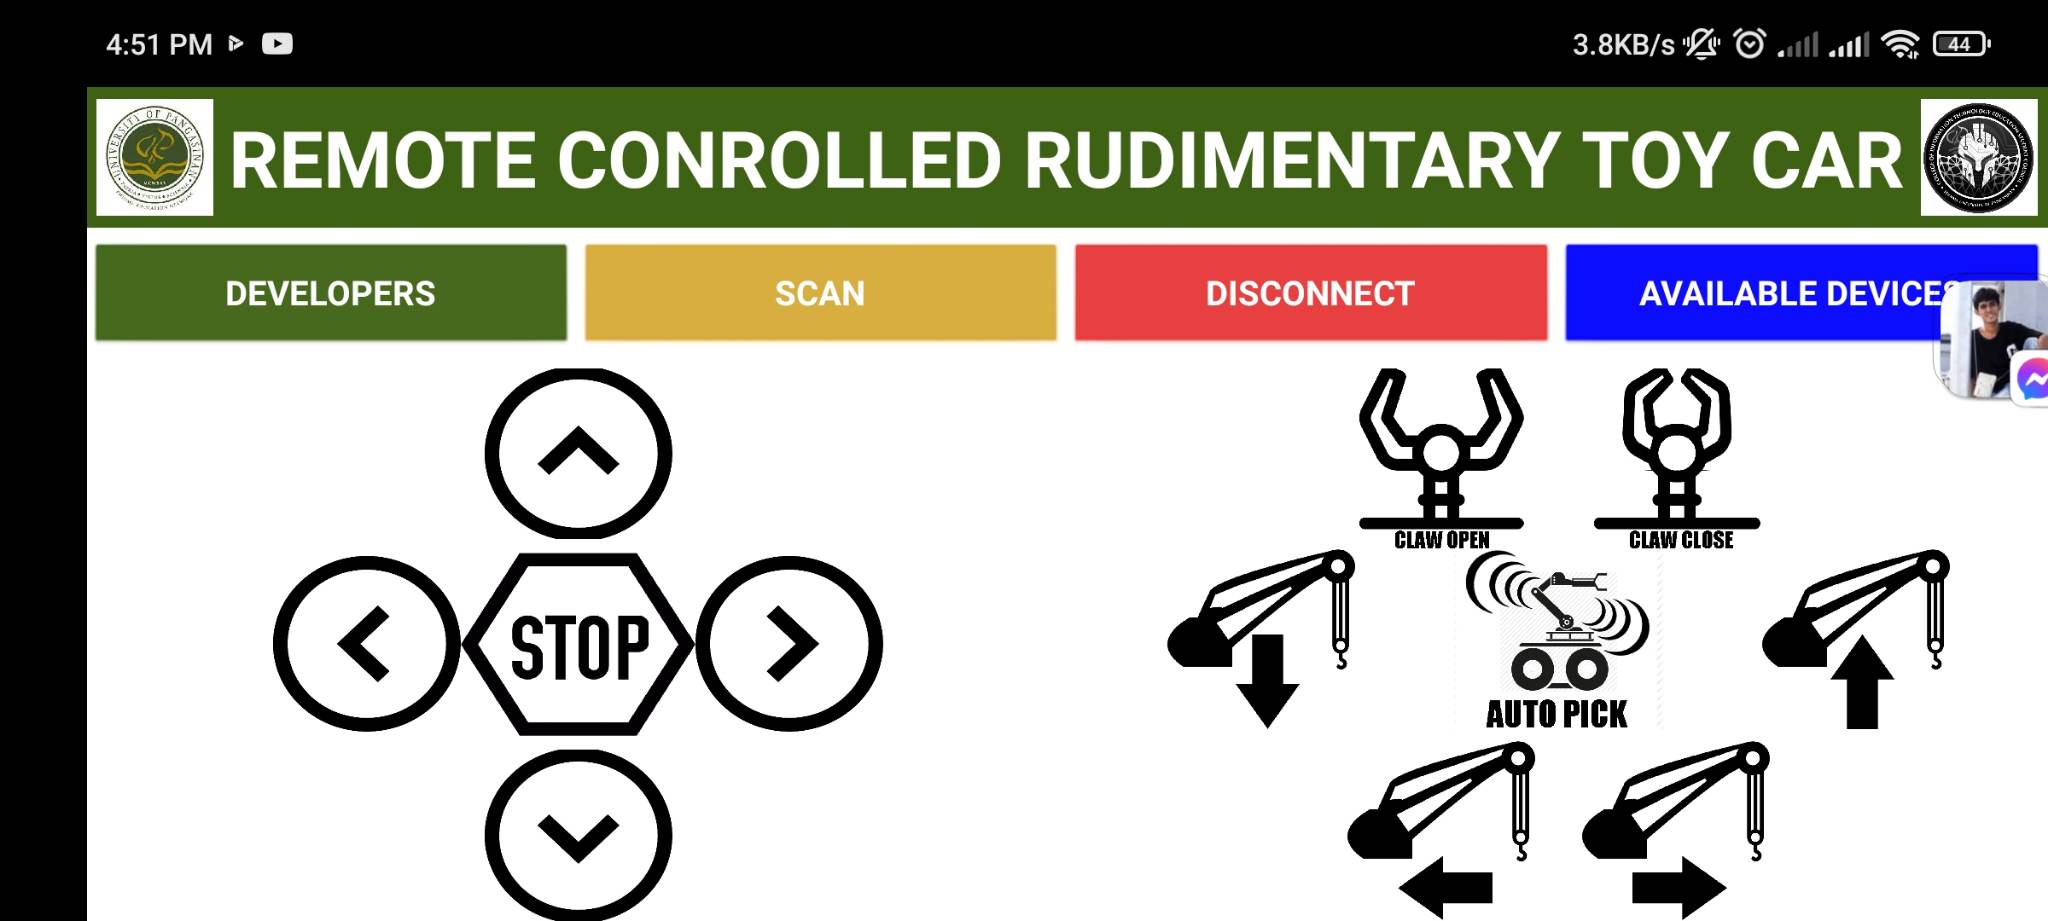 4:51 PM
3.8KB/s
44
UNIVERSITY OF PANGASINAN
REMOTE CONROLLED RUDIMENTARY TOY CAR
DEVELOPERS
SCAN
DISCONNECT
AVAILABLE DEVICES
CLAW OPEN
CLAW CLOSE
STOP
AUTO PICK